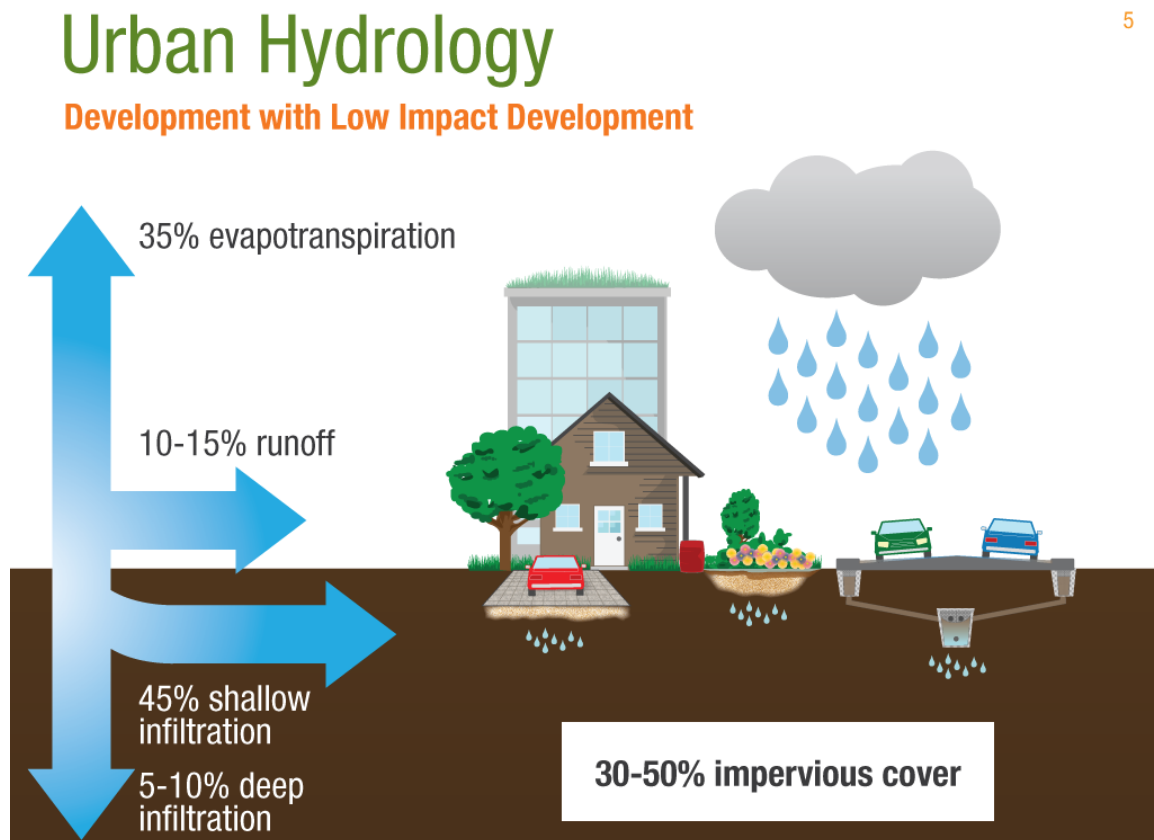 Urban Hydrology
5
Development with Low Impact Development
35% evapotranspiration
10-15% runoff
45% shallow
infiltration
5-10% deep
infiltration
30-50% impervious cover